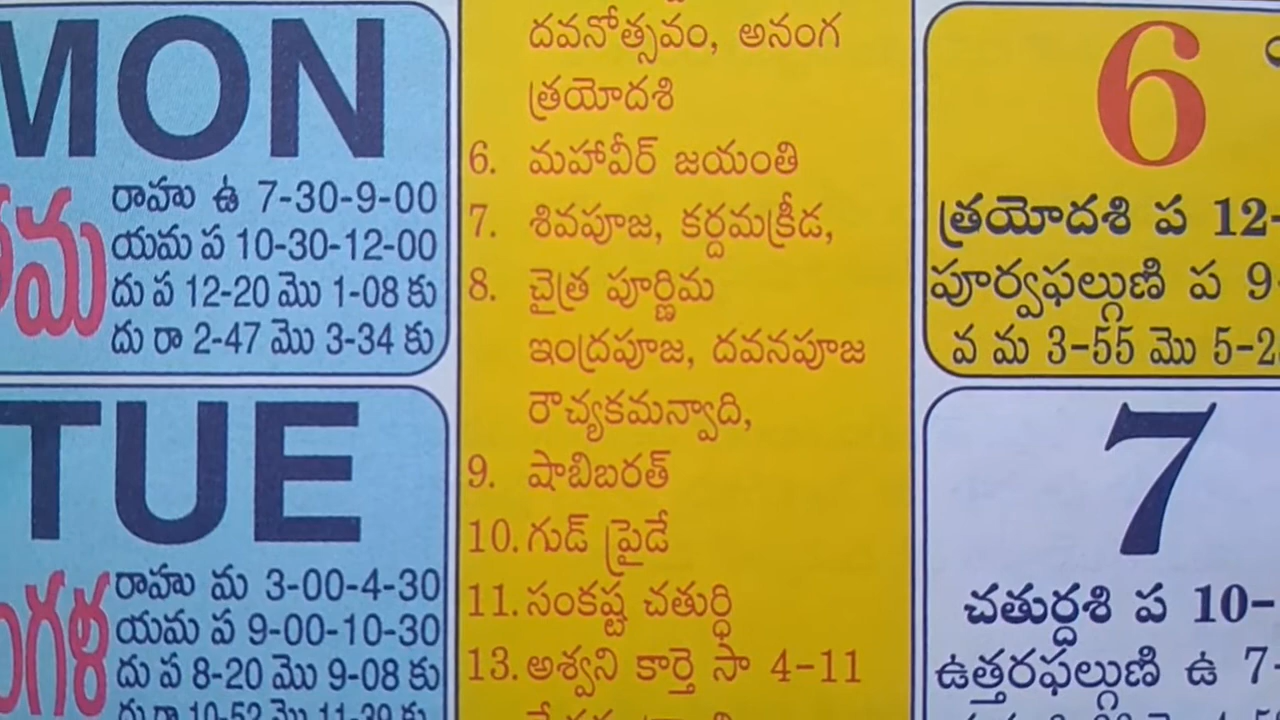 MON
రాహు ఉ 7-30-9-00
యమ ప 10-30-12-00
దు ప 12-20 మొ 1-08 కు
దు రా 2-47 మొ 3-34 కు
TUE
రాహు మ 3-00-4-30
యమ ప 9-00-10-30
దు ప 8-20 మొ 9-08 కు
దు రా 10-52 మొ 11-39 కు
దవనోత్సవం, అనంగ
త్రయోదశి
6. మహావీర్ జయంతి
7. శివపూజ, కర్దమక్రీడ,
8. చైత్ర పూర్ణిమ
ఇంద్రపూజ, దవనపూజ
రౌచ్యకమన్వాది,
9. షాబిబరత్
10. గుడ్ ఫ్రైడే
11. సంకష్ట చతుర్థి
13. అశ్వని కార్తె సా 4-11
6
త్రయోదశి ప 12-
పూర్వఫల్గుణి ప 9-
వ మ 3-55 మొ 5-2
7
చతుర్దశి ప 10-
ఉత్తరఫల్గుణి ఉ 7-